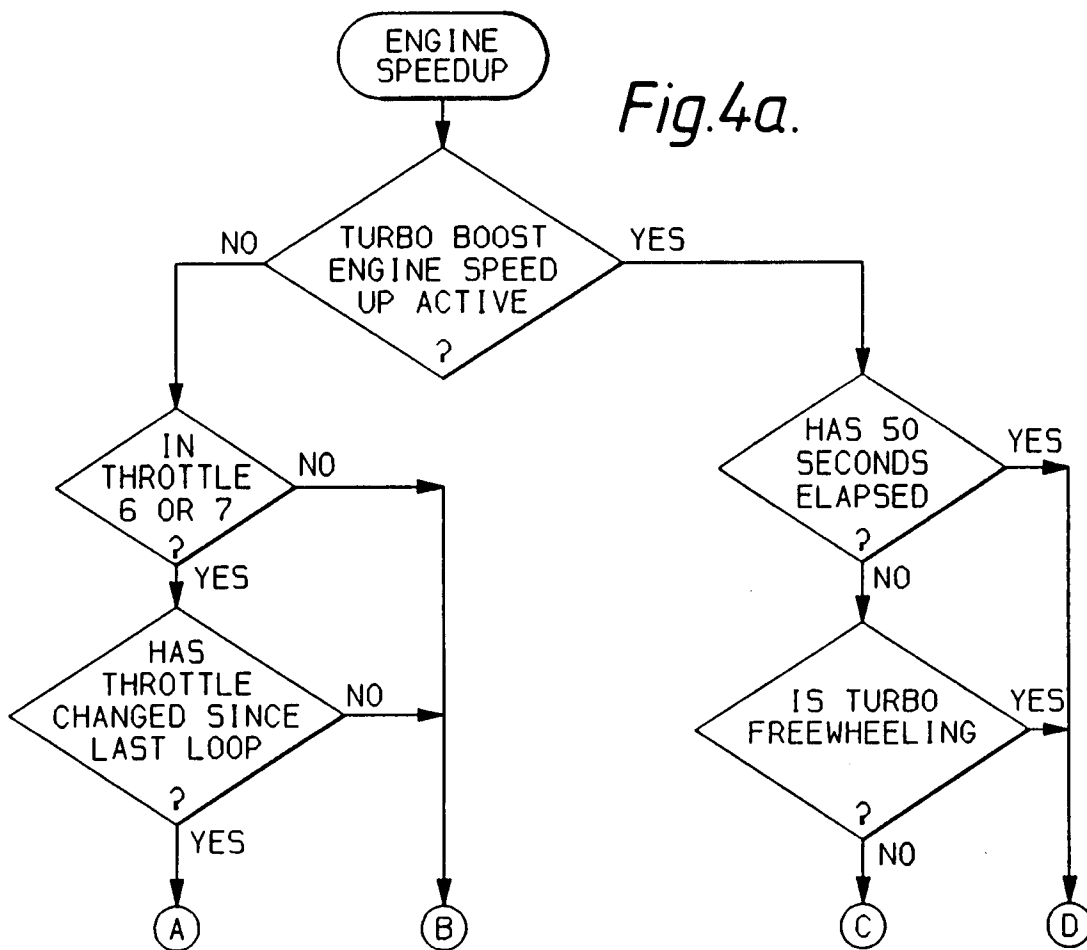 ENGINE
SPEEDUP
Fig.4a.
TURBO BOOST
ENGINE SPEED
UP ACTIVE
?
NO
YES
IN
THROTTLE
6 OR 7
?
NO
YES
HAS 50
SECONDS
ELAPSED
?
YES
NO
HAS
THROTTLE
CHANGED SINCE
LAST LOOP
?
NO
YES
IS TURBO
FREEWHEELING
?
YES
NO
A
B
C
D